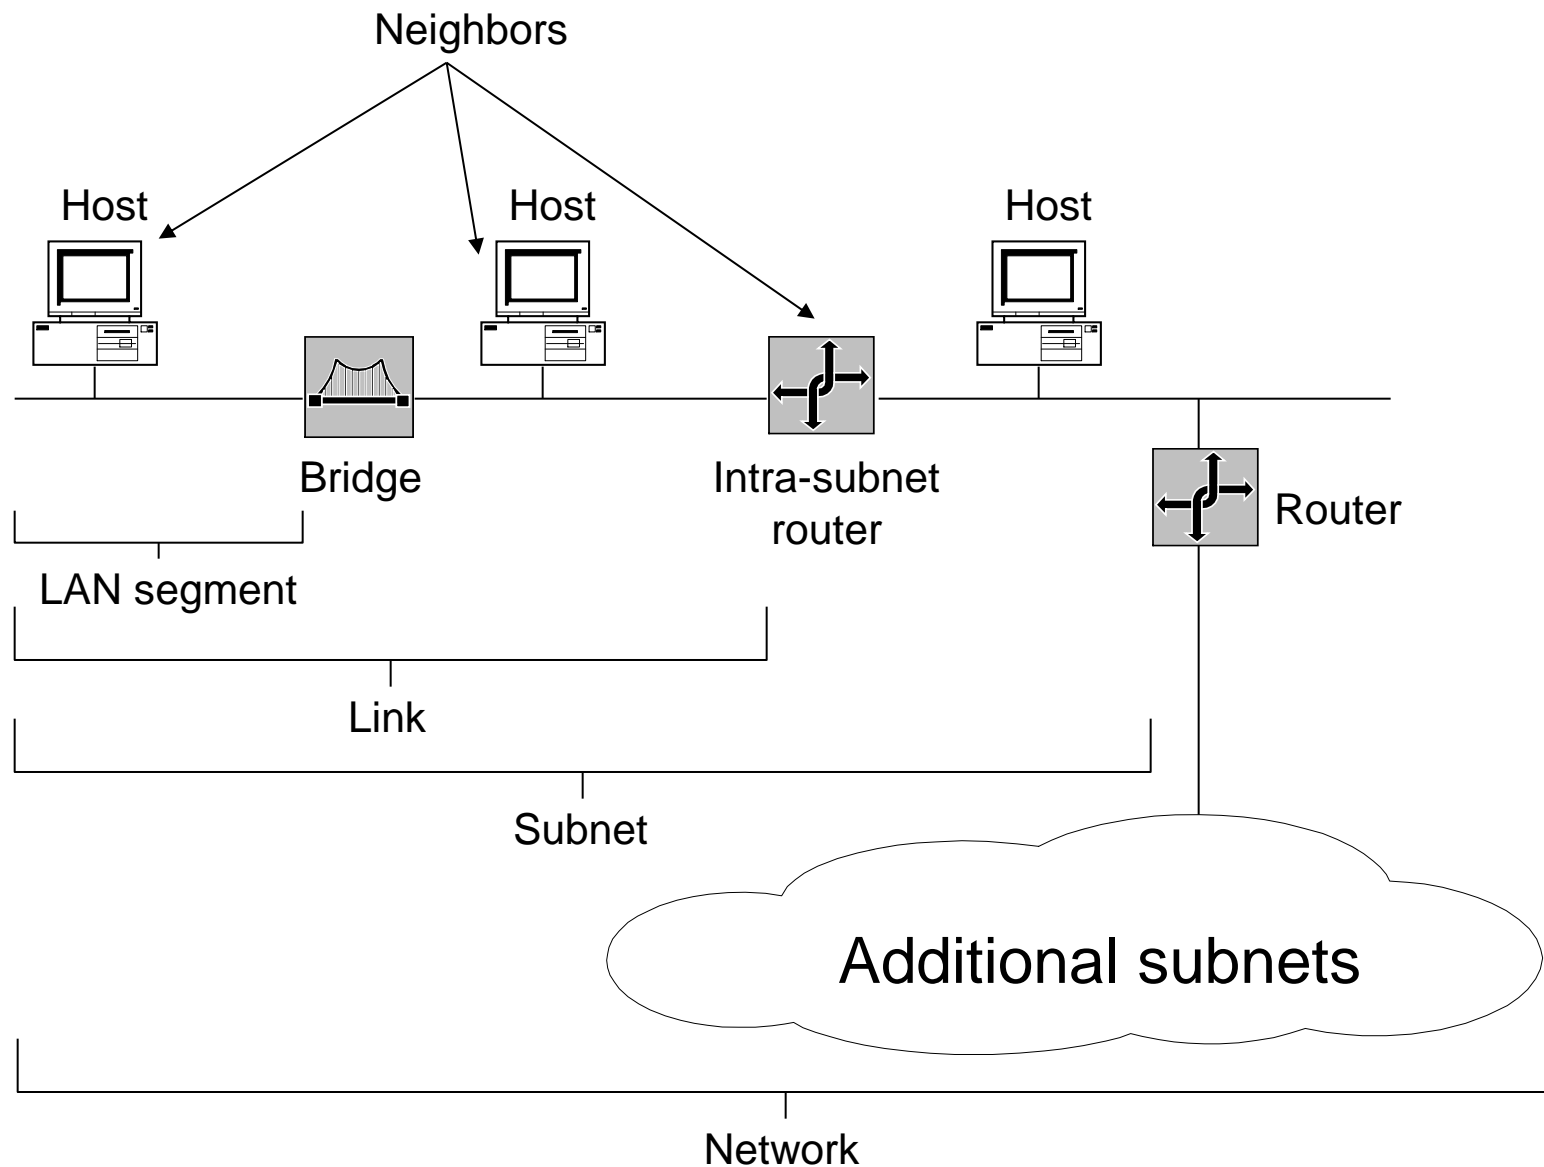 Neighbors
Host
Host
Host
Bridge
Intra-subnet
router
Router
LAN segment
Link
Subnet
Additional subnets
Network